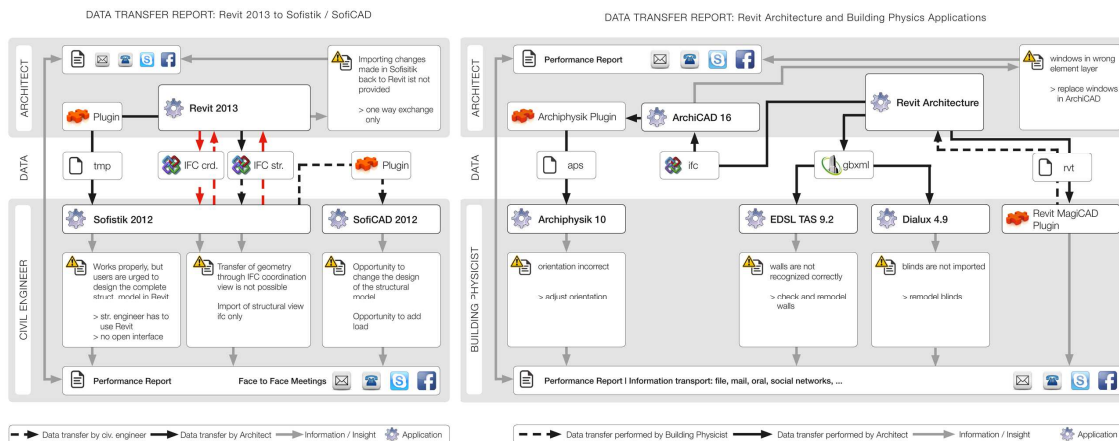 DATA TRANSFER REPORT: Revit 2013 to Sofistik / SofiCAD
ARCHITECT
Importing changes
made in Sofisitik
back to Revit ist not
provided
> one way exchange
only
Revit 2013
Plugin
DATA
tmp
IFC crd.
IFC str.
Plugin
CIVIL ENGINEER
Sofistik 2012
SofiCAD 2012
Works properly, but
users are urged to
design the complete
struct. model in Revit
> str. engineer has to
use Revit
> no open interface
Transfer of geometry
through IFC coordination
view is not possible
Import of structural view
ifc only
Opportunity to
change the design
of the structural
model
Opportunity to add
load
Performance Report
Face to Face Meetings
Data transfer by civ. engineer
Data transfer by Architect
Information / Insight
Application
DATA TRANSFER REPORT: Revit Architecture and Building Physics Applications
ARCHITECT
Performance Report
windows in wrong
element layer
> replace windows
in ArchiCAD
Archiphysik Plugin
ArchiCAD 16
Revit Architecture
DATA
aps
ifc
gbxml
rvt
BUILDING PHYSICIST
Archiphysik 10
EDSL TAS 9.2
Dialux 4.9
Revit MagiCAD
Plugin
orientation incorrect
> adjust orientation
walls are not
recognized correctly
> check and remodel
walls
blinds are not imported
> remodel blinds
Performance Report I Information transport: file, mail, oral, social networks, ...
Data transfer performed by Building Physicist
Data transfer performed by Architect
Information / Insight
Application